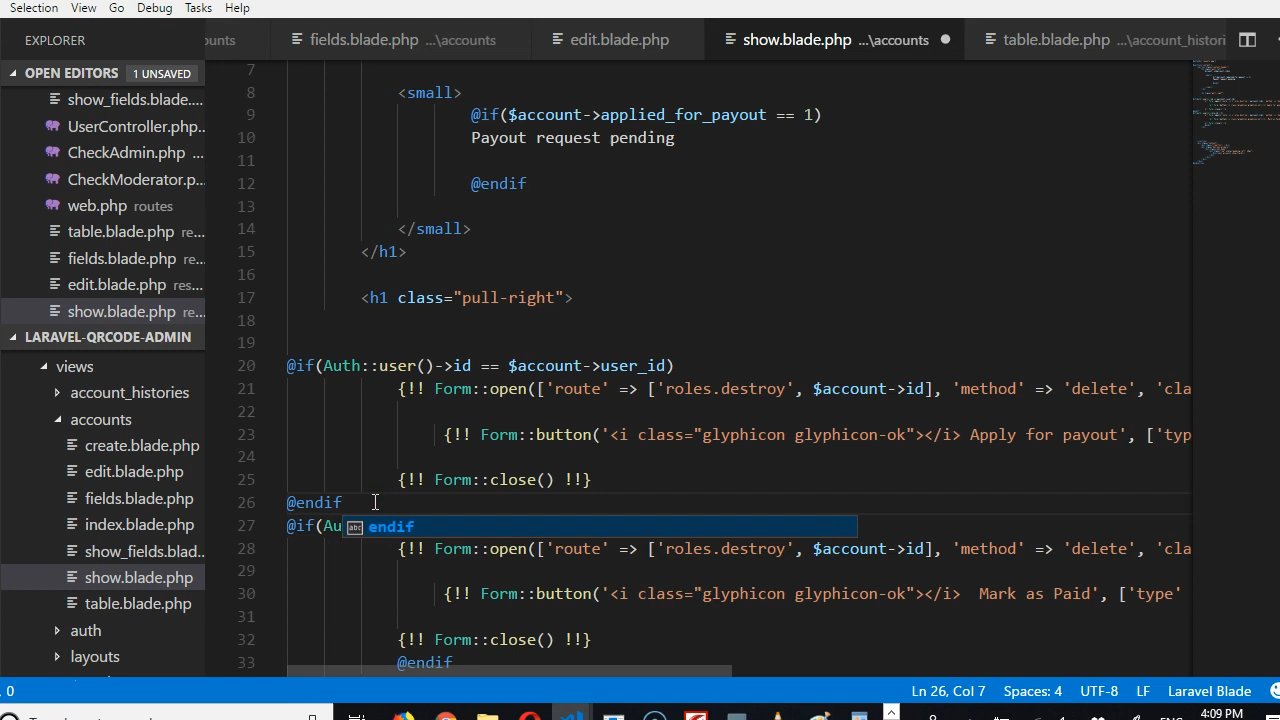 Selection View Go Debug Tasks Help
EXPLORER
ounts fields.blade.php ...\accounts edit.blade.php show.blade.php ...\accounts table.blade.php ...\account_histori
OPEN EDITORS 1 UNSAVED
show_fields.blade....
UserController.php..
CheckAdmin.php ...
CheckModerator.p...
web.php routes
table.blade.php re...
fields.blade.php re...
edit.blade.php res...
show.blade.php re...
LARAVEL-QRCODE-ADMIN
views
account_histories
accounts
create.blade.php
edit.blade.php
fields.blade.php
index.blade.php
show_fields.blad...
show.blade.php
table.blade.php
auth
layouts
7
8 <small>
9 @if($account->applied_for_payout == 1)
10 Payout request pending
11
12 @endif
13
14 </small>
15 </h1>
16
17 <h1 class="pull-right">
18
19
20 @if(Auth::user()->id == $account->user_id)
21 {!! Form::open(['route' => ['roles.destroy', $account->id], 'method' => 'delete', 'cla
22
23 {!! Form::button('<i class="glyphicon glyphicon-ok"></i> Apply for payout', ['typ
24
25 {!! Form::close() !!}
26 @endif
27 @if(Au
endif
28 {!! Form::open(['route' => ['roles.destroy', $account->id], 'method' => 'delete', 'cla
29
30 {!! Form::button('<i class="glyphicon glyphicon-ok"></i> Mark as Paid', ['type'
31
32 {!! Form::close() !!}
33 @endif
0 Ln 26, Col 7 Spaces: 4 UTF-8 LF Laravel Blade
4:09 PM